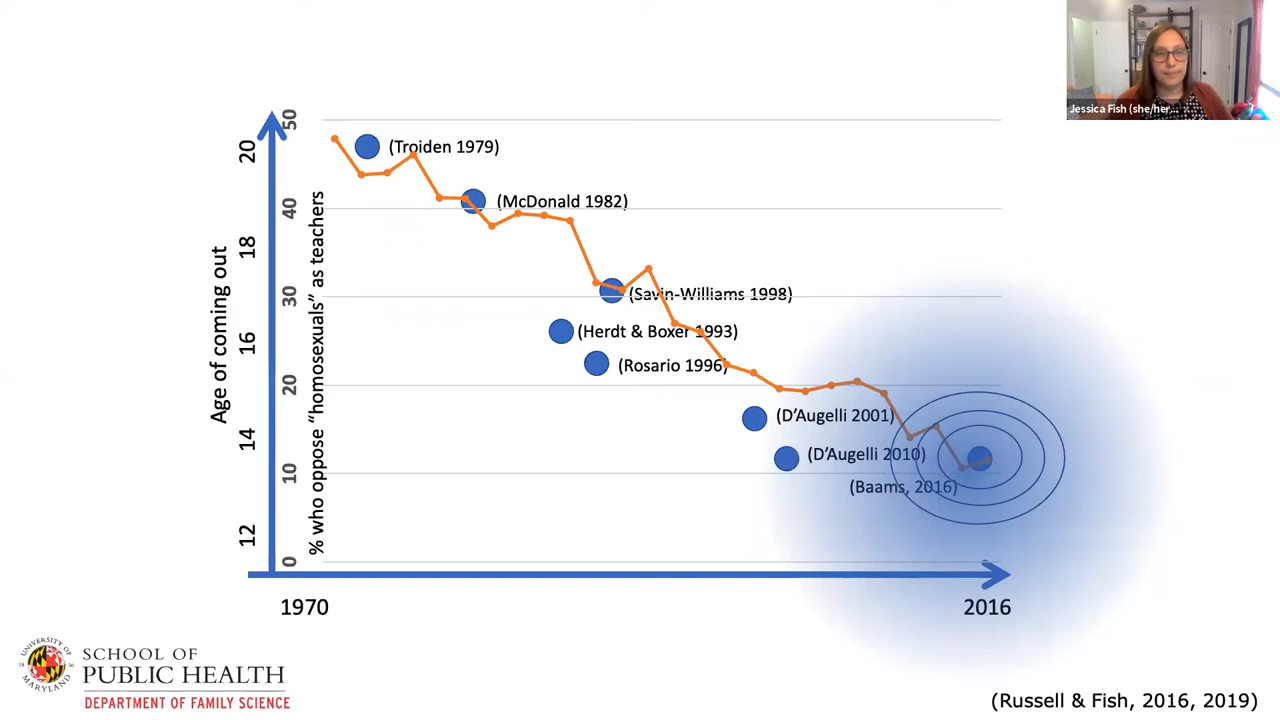 Jessica Fish (she/her...
50
40
30
20
10
0
20
18
16
14
12
Age of coming out
% who oppose “homosexuals” as teachers
(Troiden 1979)
(McDonald 1982)
(Savin-Williams 1998)
(Herdt & Boxer 1993)
(Rosario 1996)
(D’Augelli 2001)
(D’Augelli 2010)
(Baams, 2016)
1970
2016
UNIVERSITY OF
MARYLAND
18
56
SCHOOL OF
PUBLIC HEALTH
DEPARTMENT OF FAMILY SCIENCE
(Russell & Fish, 2016, 2019)